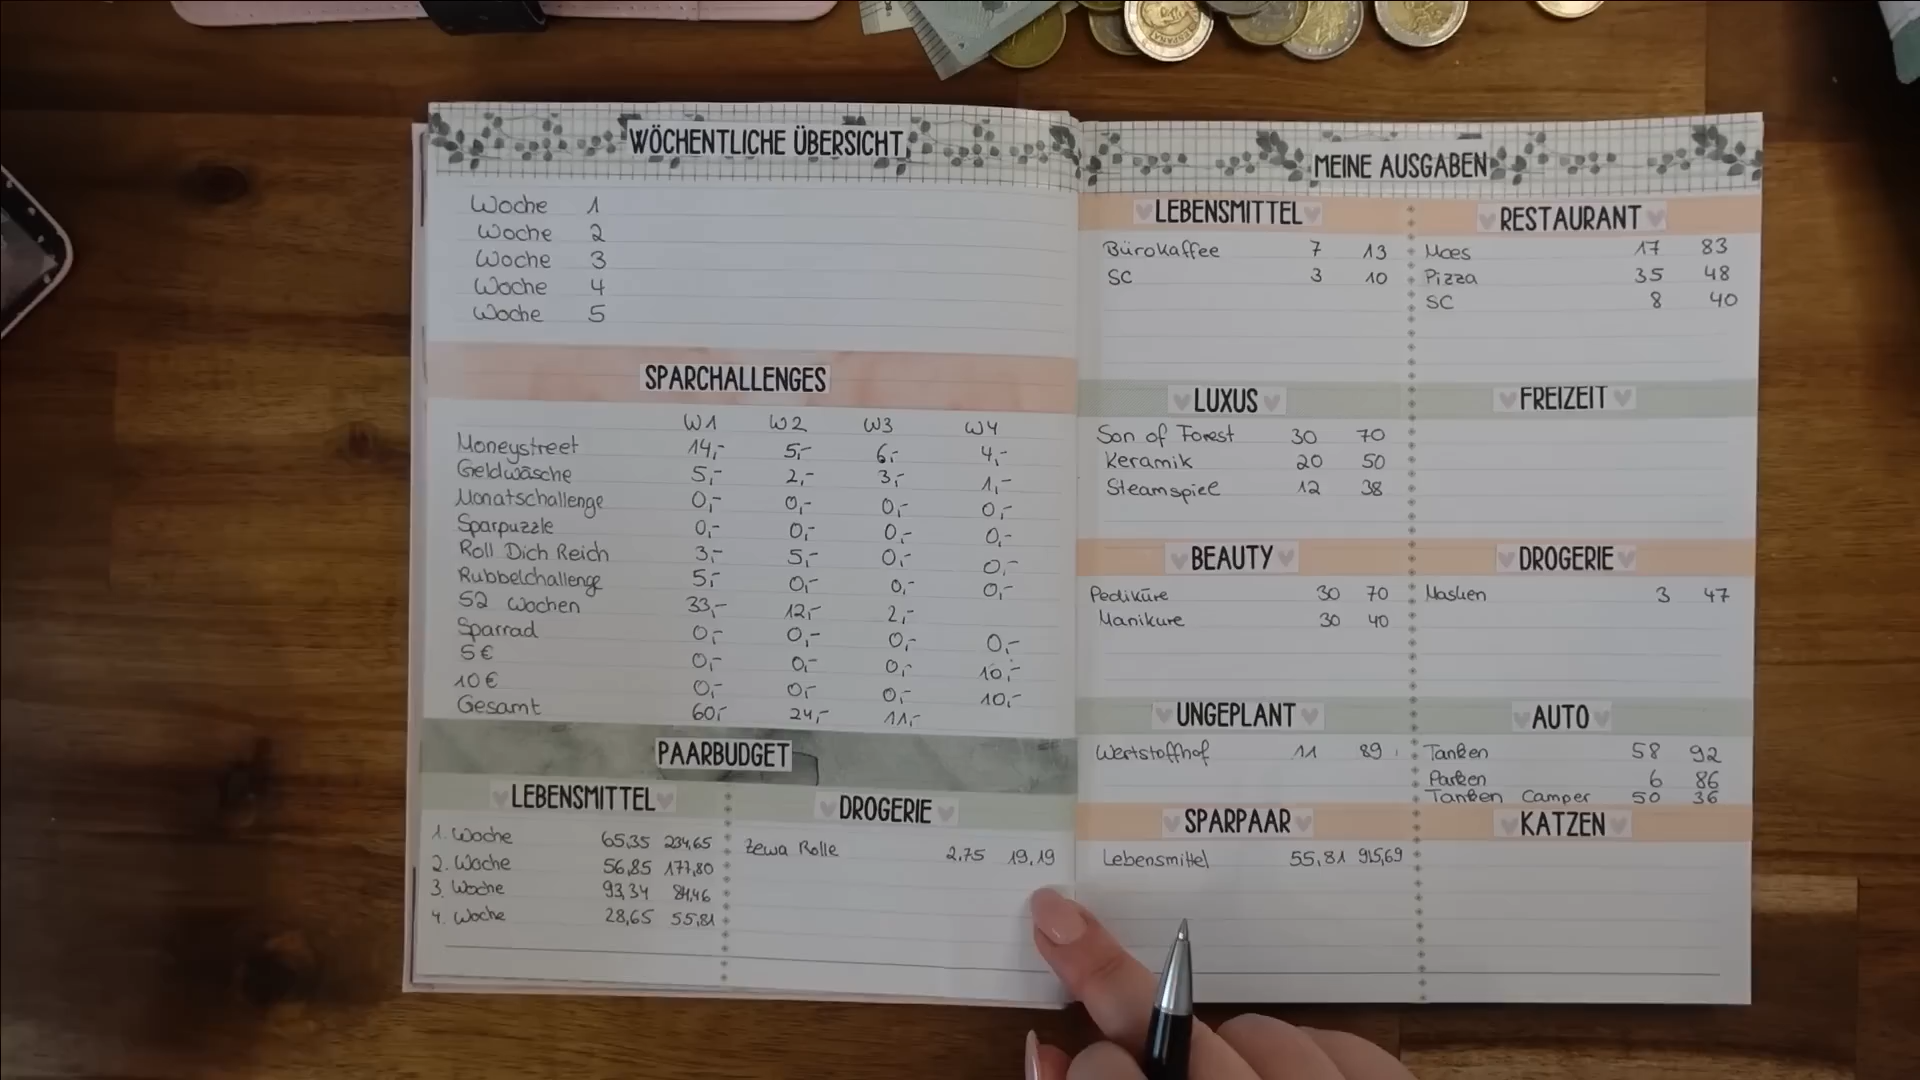 WÖCHENTLICHE ÜBERSICHT
Woche 1
Woche 2
Woche 3
Woche 4
Woche 5
SPARCHALLENGES
W1 W2 W3 W4
Moneystreet 14,- 5,- 6,- 4,-
Geldwäsche 5,- 2,- 3,- 1,-
Monatschallenge 0,- 0,- 0,- 0,-
Sparpuzzle 0,- 0,- 0,- 0,-
Roll Dich Reich 3,- 5,- 0,- 0,-
Rubbelchallenge 5,- 0,- 0,- 0,-
52 Wochen 33,- 12,- 2,-
Sparrad 0,- 0,- 0,- 0,-
5€ 0,- 0,- 0,- 10,-
10€ 0,- 0,- 0,- 10,-
Gesamt 60,- 24,- 11,-
PAARBUDGET
LEBENSMITTEL
1. Woche 65,35 234,65
2. Woche 56,85 177,80
3. Woche 93,34 84,46
4. Woche 28,65 55,81
DROGERIE
Zewa Rolle 2,75 19,19
MEINE AUSGABEN
LEBENSMITTEL
Bürokaffee 7 13
SC 3 10
RESTAURANT
Moes 17 83
Pizza 35 48
SC 8 40
LUXUS
Son of Forest 30 70
Keramik 20 50
Steamspiel 12 38
FREIZEIT
BEAUTY
Pediküre 30 70
Maniküre 30 40
DROGERIE
Masken 3 47
UNGEPLANT
Wertstoffhof 11 89
AUTO
Tanken 58 92
Parken 6 86
Tanken Camper 50 36
SPARPAAR
Lebensmittel 55,81 915,69
KATZEN